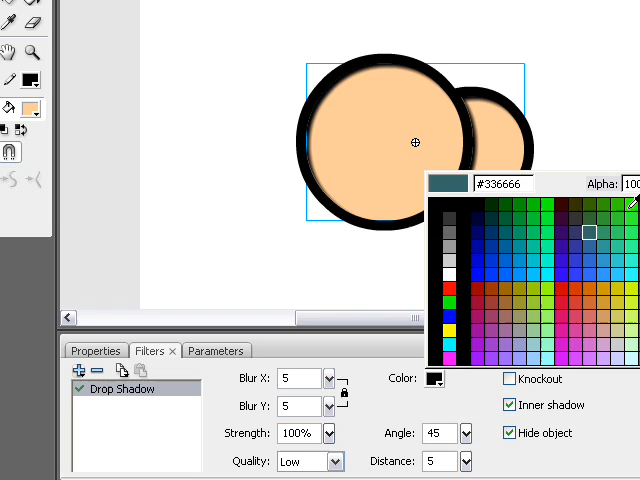 #336666 Alpha: 100
Properties Filters Parameters
Drop Shadow
Blur X: 5 Color: Knockout
Blur Y: 5 Inner shadow
Strength: 100% Angle: 45 Hide object
Quality: Low Distance: 5